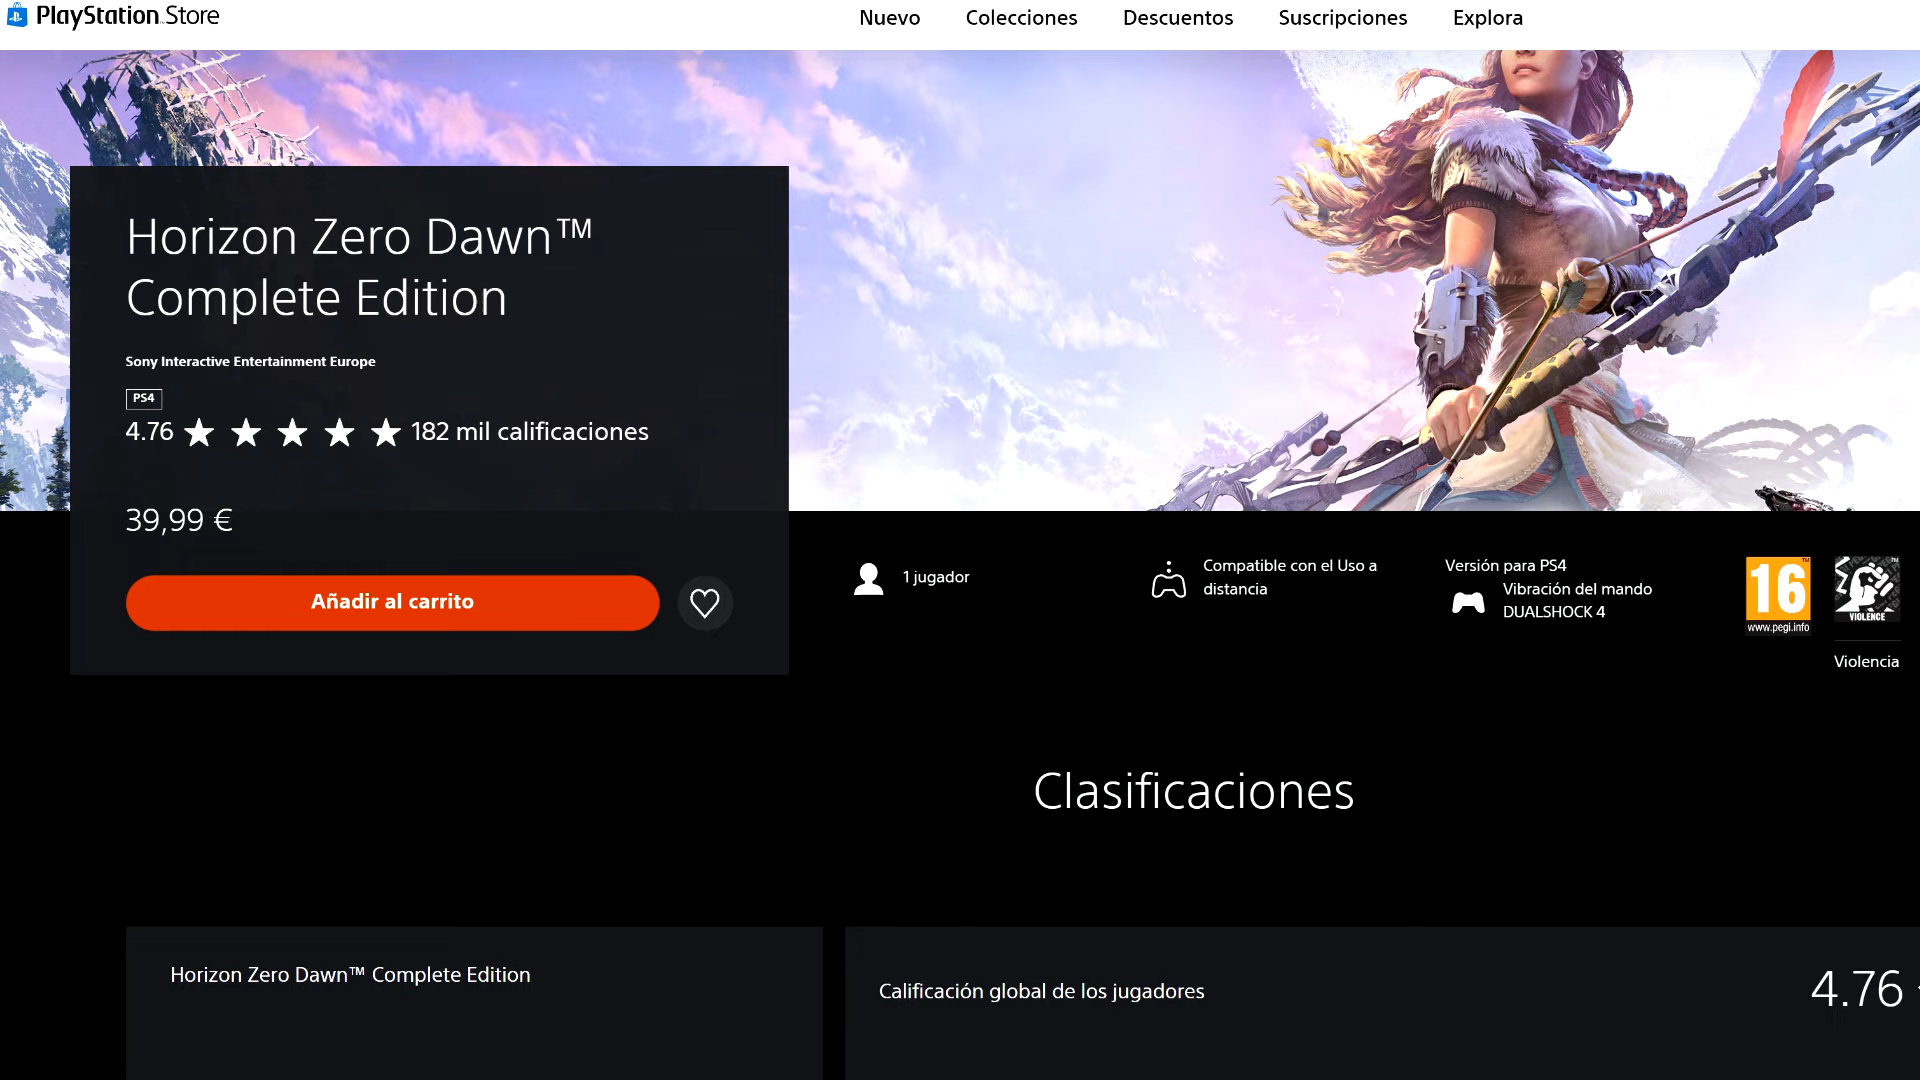 PlayStation Store
Nuevo
Colecciones
Descuentos
Suscripciones
Explora
Horizon Zero Dawn™
Complete Edition
Sony Interactive Entertainment Europe
PS4
4.76
182 mil calificaciones
39,99 €
Añadir al carrito
1 jugador
Compatible con el Uso a
distancia
Versión para PS4
Vibración del mando
DUALSHOCK 4
16
www.pegi.info
VIOLENCE
Violencia
Clasificaciones
Horizon Zero Dawn™ Complete Edition
Calificación global de los jugadores
4.76